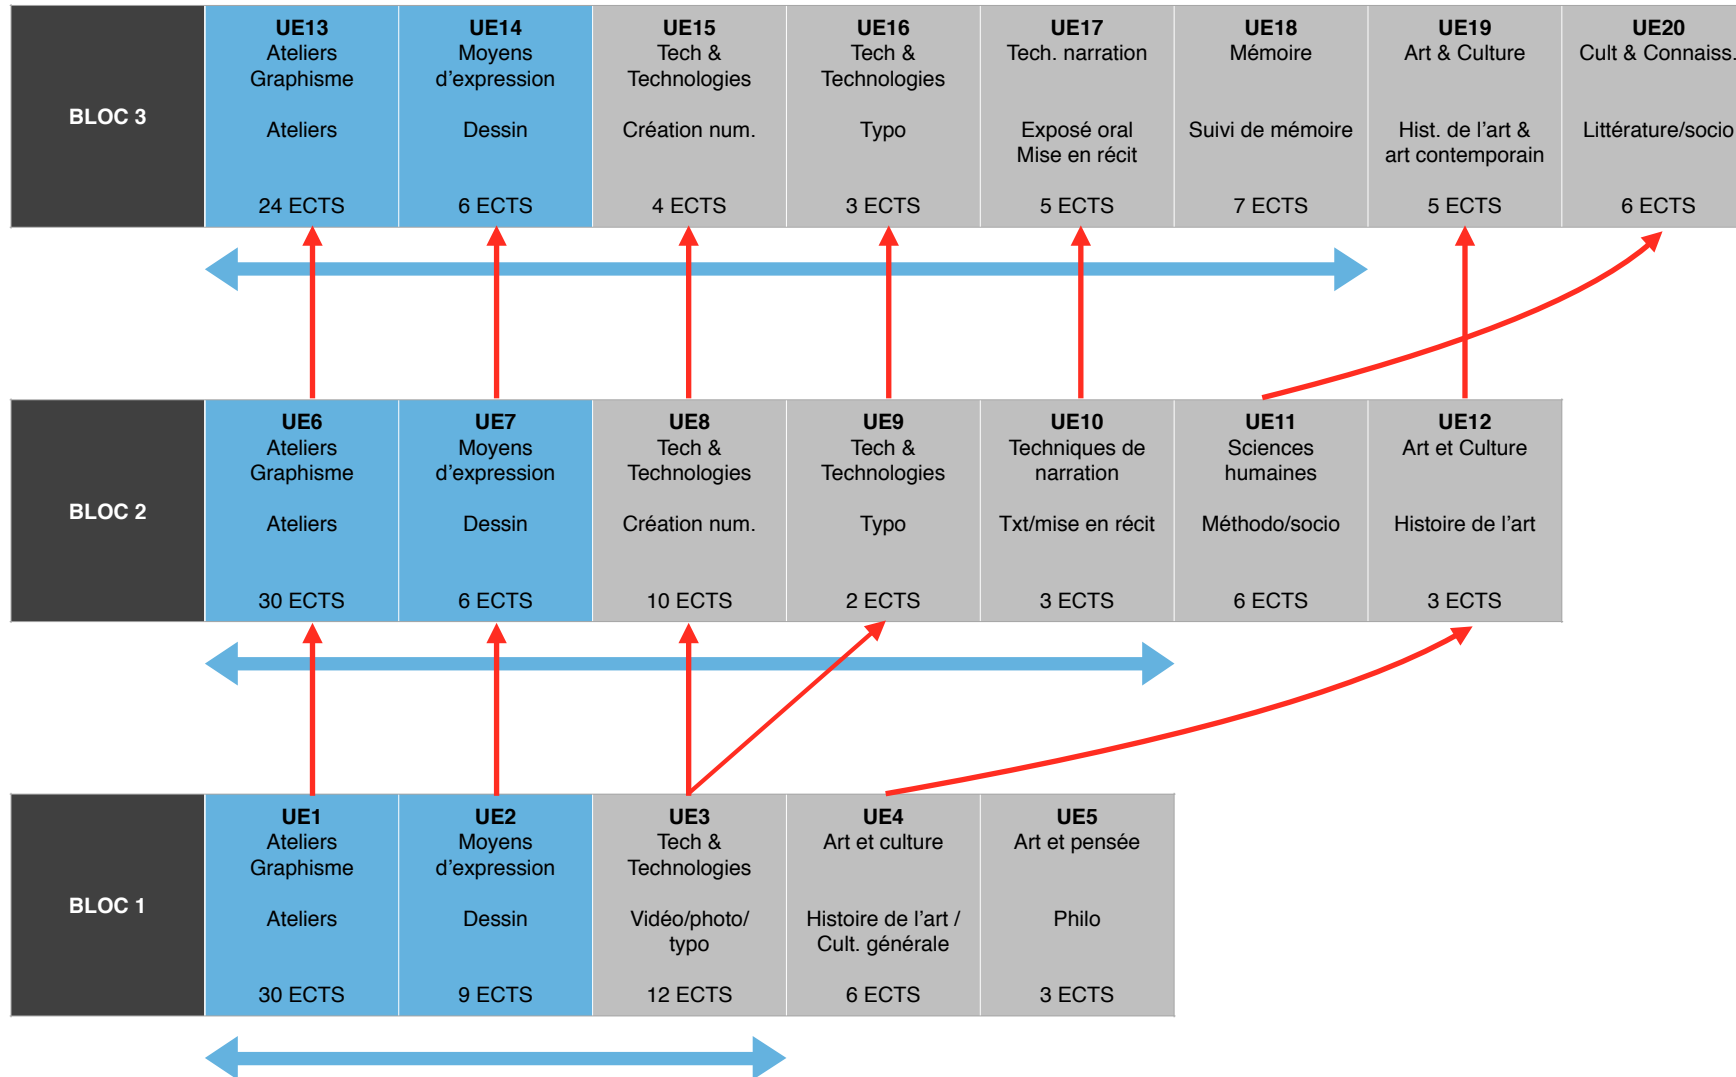 BLOC 3
UE13
Ateliers
Graphisme
Ateliers
24 ECTS
UE14
Moyens
d’expression
Dessin
6 ECTS
UE15
Tech &
Technologies
Création num.
4 ECTS
UE16
Tech &
Technologies
Typo
3 ECTS
UE17
Tech. narration
Exposé oral
Mise en récit
5 ECTS
UE18
Mémoire
Suivi de mémoire
7 ECTS
UE19
Art & Culture
Hist. de l’art &
art contemporain
5 ECTS
UE20
Cult & Connaiss.
Littérature/socio
6 ECTS
BLOC 2
UE6
Ateliers
Graphisme
Ateliers
30 ECTS
UE7
Moyens
d’expression
Dessin
6 ECTS
UE8
Tech &
Technologies
Création num.
10 ECTS
UE9
Tech &
Technologies
Typo
2 ECTS
UE10
Techniques de
narration
Txt/mise en récit
3 ECTS
UE11
Sciences
humaines
Méthodo/socio
6 ECTS
UE12
Art et Culture
Histoire de l’art
3 ECTS
BLOC 1
UE1
Ateliers
Graphisme
Ateliers
30 ECTS
UE2
Moyens
d’expression
Dessin
9 ECTS
UE3
Tech &
Technologies
Vidéo/photo/
typo
12 ECTS
UE4
Art et culture
Histoire de l’art /
Cult. générale
6 ECTS
UE5
Art et pensée
Philo
3 ECTS